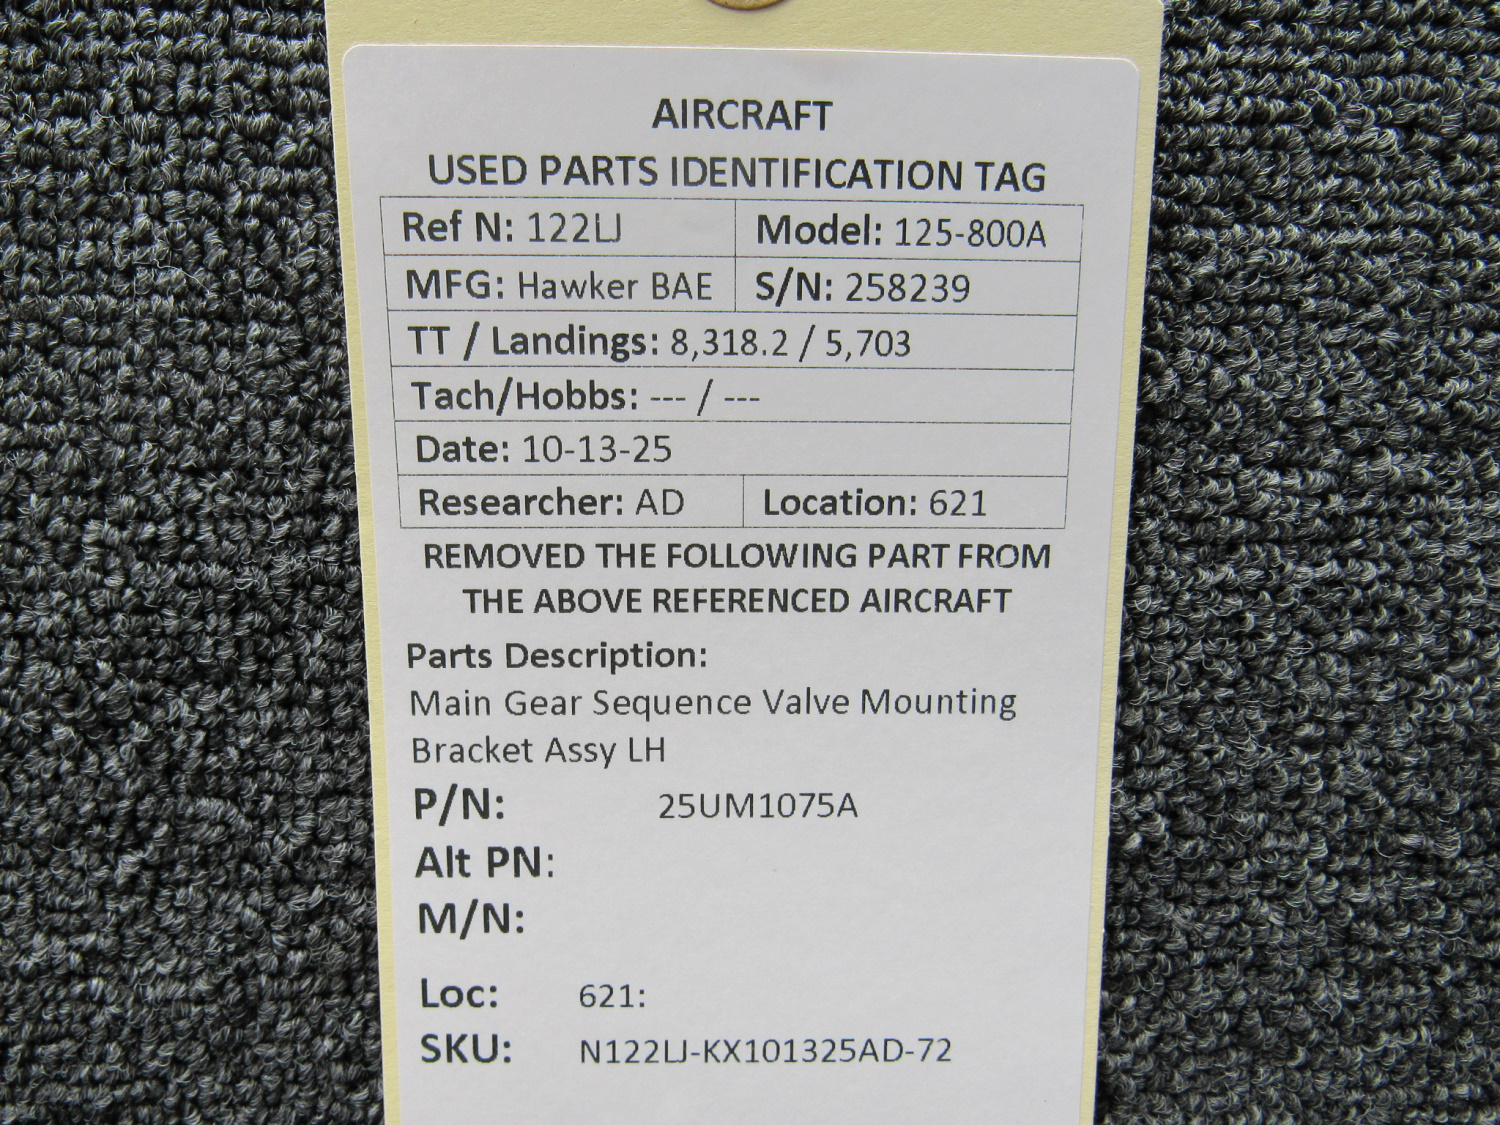 AIRCRAFT
USED PARTS IDENTIFICATION TAG
Ref N: 122LJ Model: 125-800A
MFG: Hawker BAE S/N: 258239
TT / Landings: 8,318.2 / 5,703
Tach/Hobbs: --- / ---
Date: 10-13-25
Researcher: AD Location: 621
REMOVED THE FOLLOWING PART FROM
THE ABOVE REFERENCED AIRCRAFT
Parts Description:
Main Gear Sequence Valve Mounting
Bracket Assy LH
P/N: 25UM1075A
Alt PN:
M/N:
Loc: 621:
SKU: N122LJ-KX101325AD-72